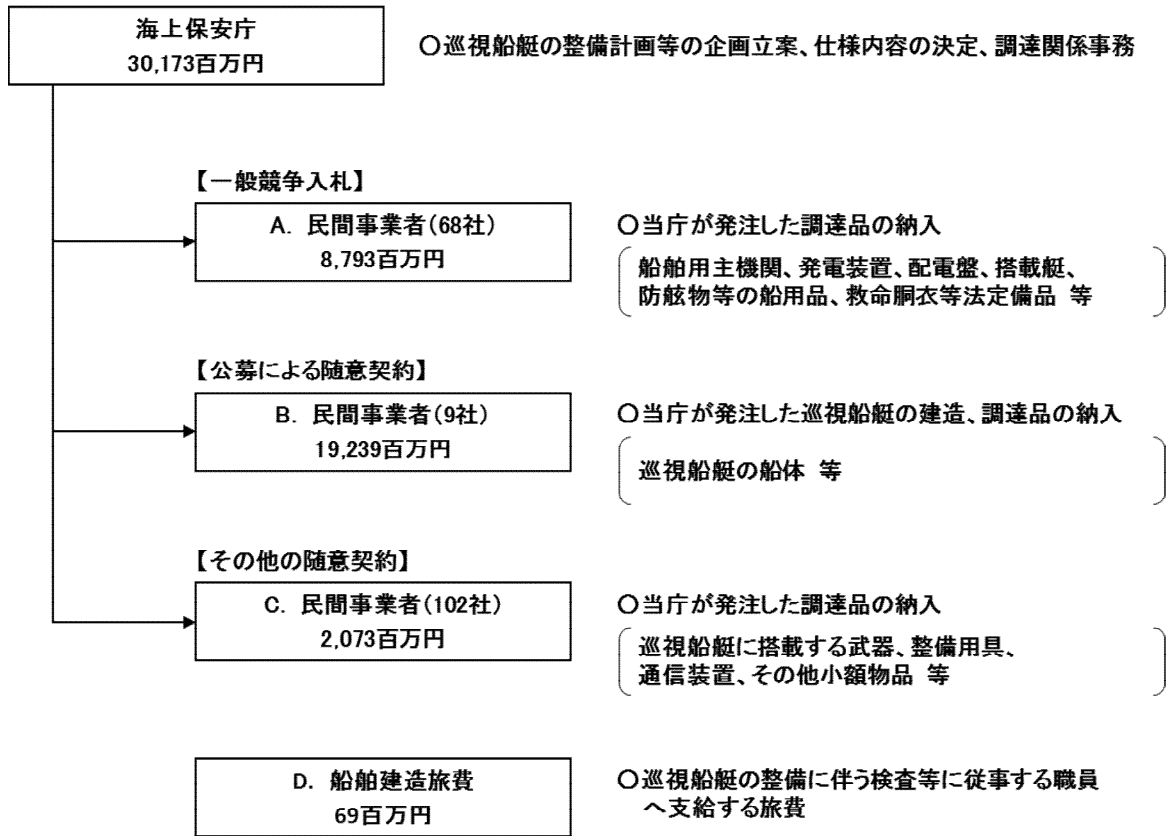 海上保安庁
30,173百万円
○巡視船艇の整備計画等の企画立案、仕様内容の決定、調達関係事務
【一般競争入札】
A. 民間事業者(68社)
8,793百万円
○当庁が発注した調達品の納入
船舶用主機関、発電装置、配電盤、搭載艇、
防舷物等の船用品、救命胴衣等法定備品 等
【公募による随意契約】
B. 民間事業者(9社)
19,239百万円
○当庁が発注した巡視船艇の建造、調達品の納入
巡視船艇の船体 等
【その他の随意契約】
C. 民間事業者(102社)
2,073百万円
○当庁が発注した調達品の納入
巡視船艇に搭載する武器、整備用具、
通信装置、その他小額物品 等
D. 船舶建造旅費
69百万円
○巡視船艇の整備に伴う検査等に従事する職員
へ支給する旅費